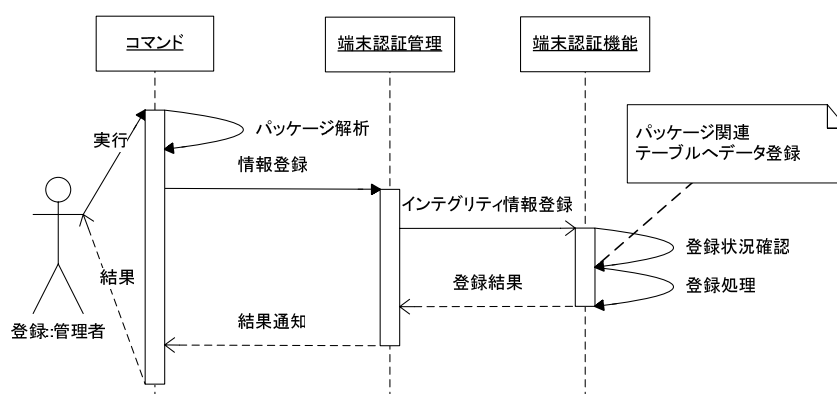 コマンド
端末認証管理
端末認証機能
パッケージ関連
テーブルへデータ登録
実行
パッケージ解析
情報登録
インテグリティ情報登録
登録状況確認
結果
登録結果
登録処理
結果通知
登録::管理者